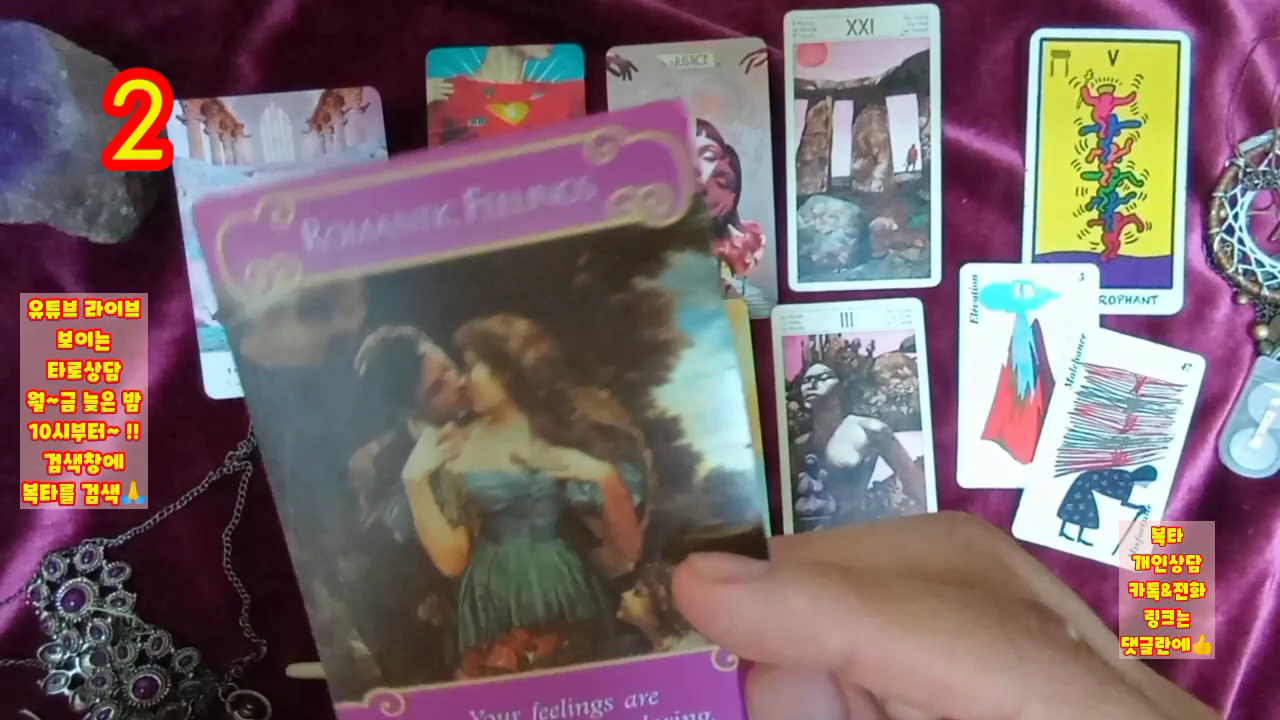 2
JUSTICE
XXI
V
ROPHANT
ROMANTIC FEELINGS
III
Elevation
5
Malchance
47
Your feelings are
유튜브 라이브
보이는
타로상담
월~금 늦은 밤
10시부터~ !!
검색창에
복타를 검색🙏
복타
개인상담
카톡&전화
링크는
댓글란에👍